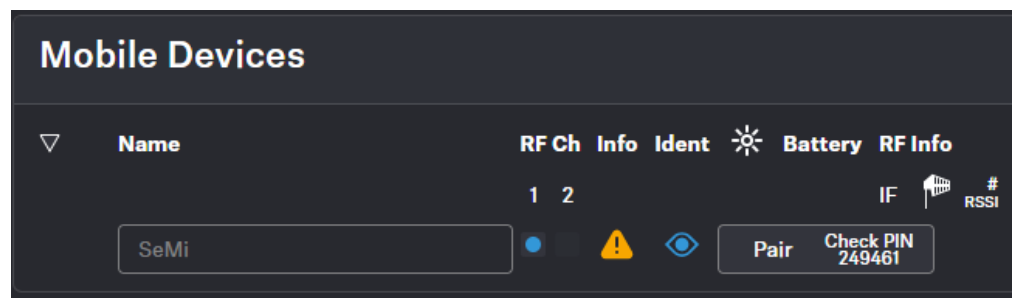 Mobile Devices
Name RF Ch Info Ident Battery RF Info
1 2 IF # RSSI
SeMi Pair Check PIN 249461